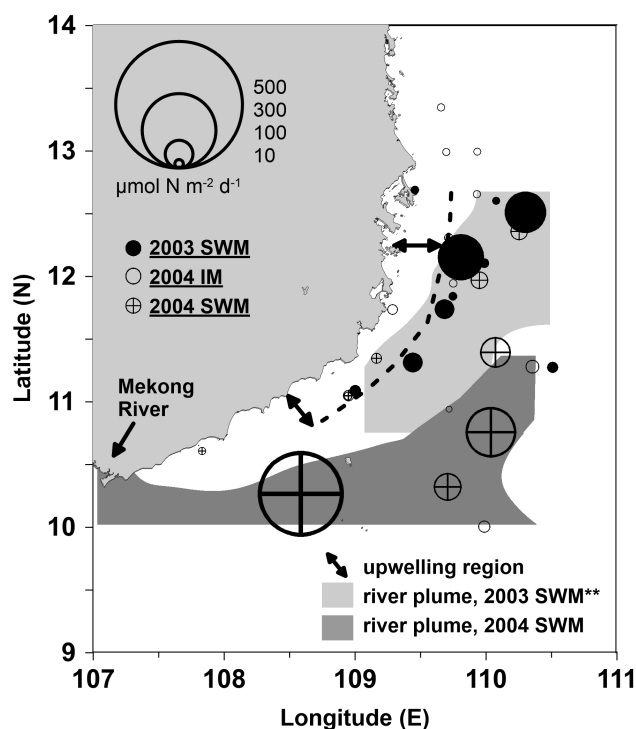 14
13
12
11
10
9
Latitude (N)
500
300
100
10
µmol N m-2 d-1
2003 SWM
2004 IM
2004 SWM
Mekong
River
upwelling region
river plume, 2003 SWM**
river plume, 2004 SWM
107
108
109
110
111
Longitude (E)